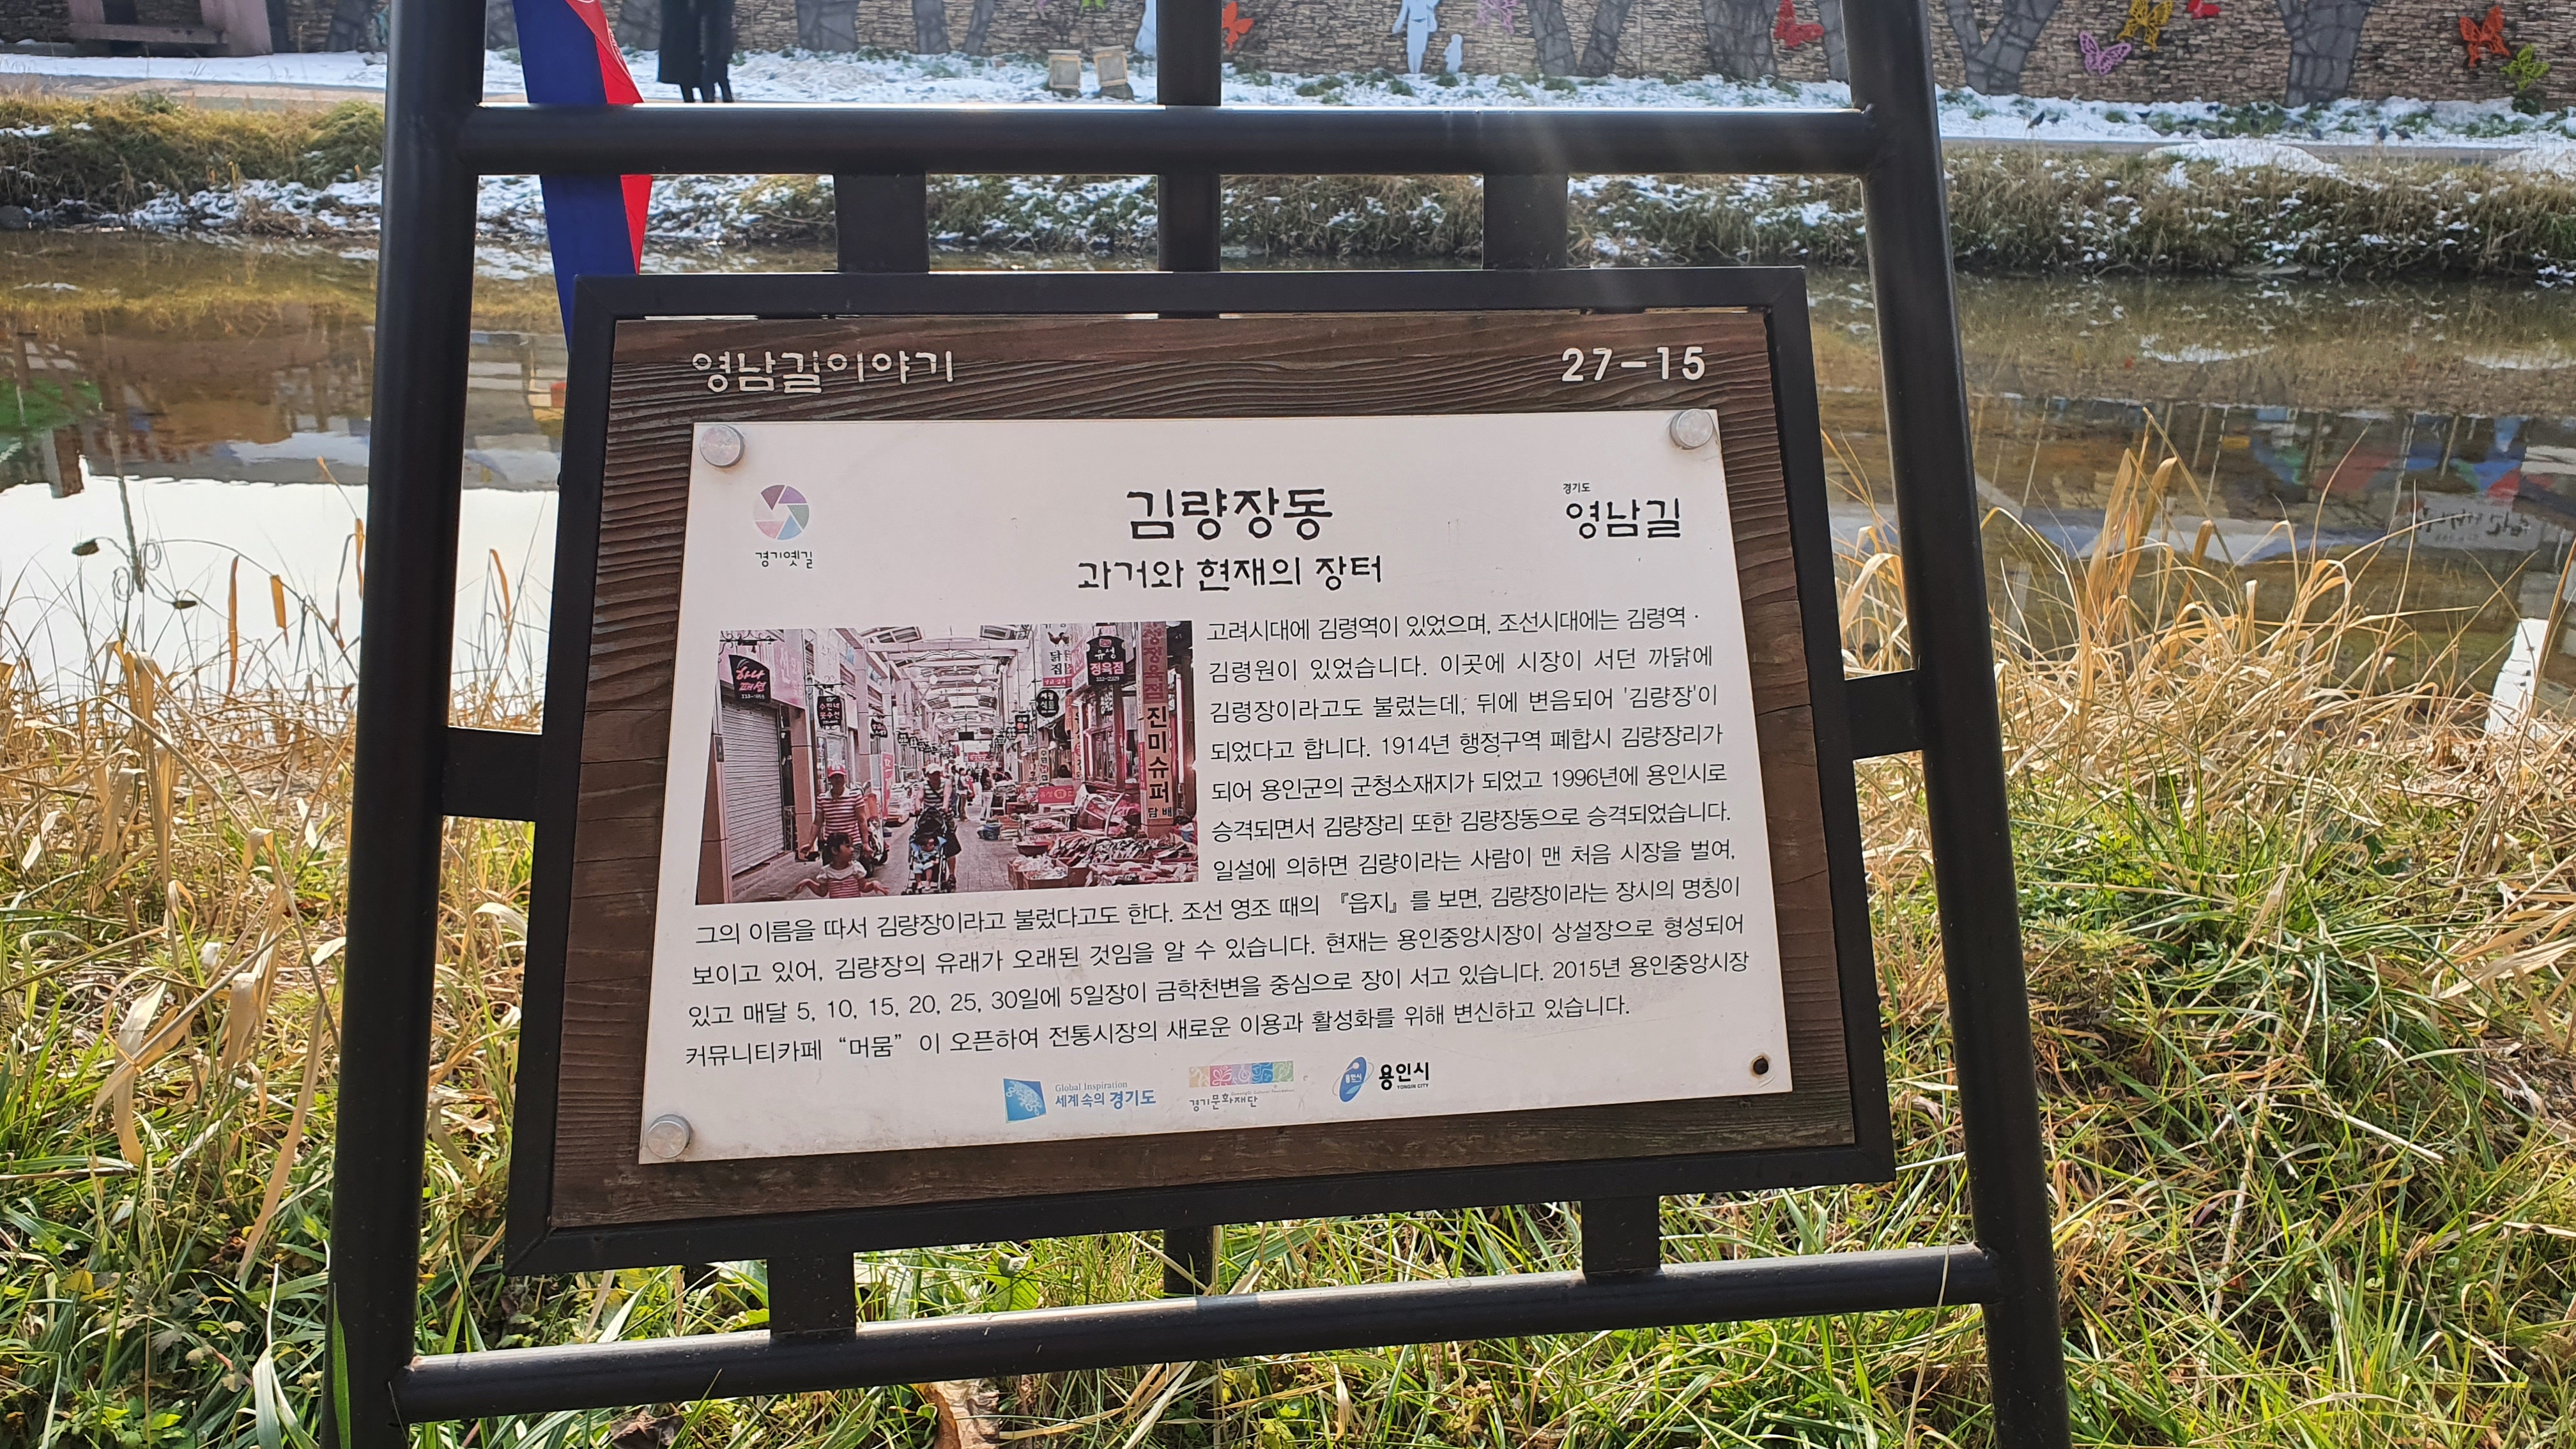 영남길이야기
27-15
경기옛길
김량장동
경기도
영남길
과거와 현재의 장터
하나
패션
닭집
유성
정육점
진미슈퍼
담배
고려시대에 김령역이 있었으며, 조선시대에는 김령역 ·
김령원이 있었습니다. 이곳에 시장이 서던 까닭에
김령장이라고도 불렀는데, 뒤에 변음되어 '김량장'이
되었다고 합니다. 1914년 행정구역 폐합시 김량장리가
되어 용인군의 군청소재지가 되었고 1996년에 용인시로
승격되면서 김량장리 또한 김량장동으로 승격되었습니다.
일설에 의하면 김량이라는 사람이 맨 처음 시장을 벌여,
그의 이름을 따서 김량장이라고 불렀다고도 한다. 조선 영조 때의 『읍지』를 보면, 김량장이라는 장시의 명칭이
보이고 있어, 김량장의 유래가 오래된 것임을 알 수 있습니다. 현재는 용인중앙시장이 상설장으로 형성되어
있고 매달 5, 10, 15, 20, 25, 30일에 5일장이 금학천변을 중심으로 장이 서고 있습니다. 2015년 용인중앙시장
커뮤니티카페 “머뭄” 이 오픈하여 전통시장의 새로운 이용과 활성화를 위해 변신하고 있습니다.
Global Inspiration
세계 속의 경기도
경기문화재단
용인시
YONGIN CITY